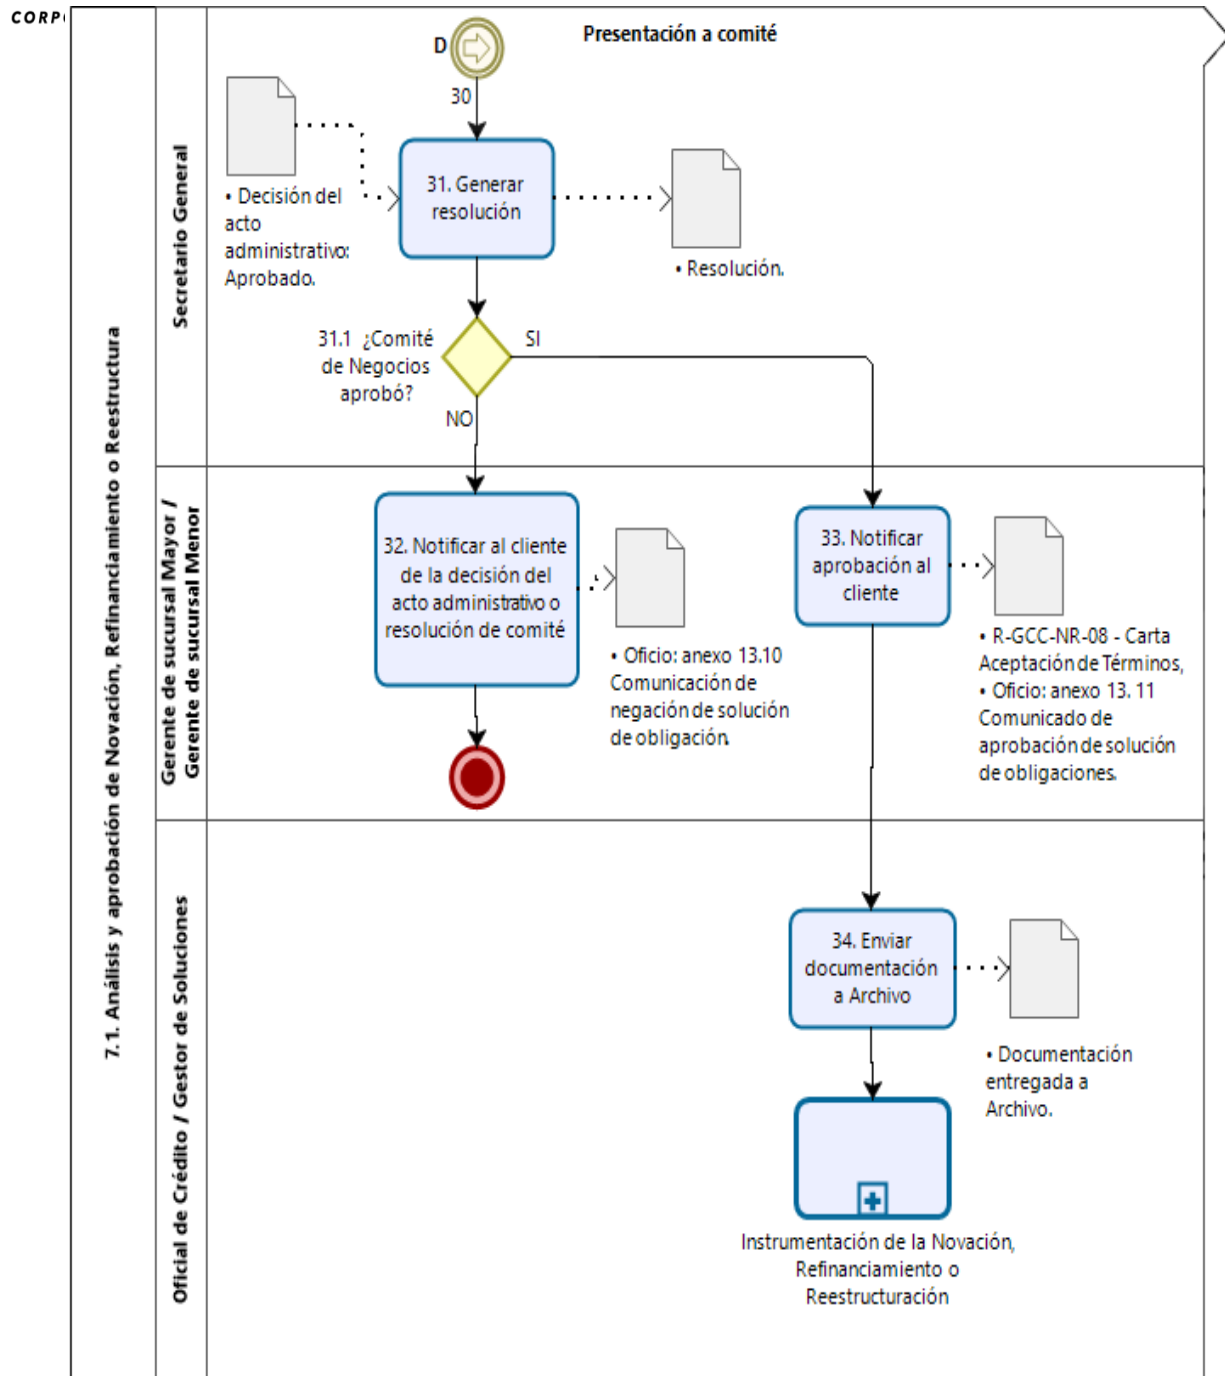 CORP
Presentación a comité
D
30
7.1. Análisis y aprobación de Novación, Refinanciamiento o Reestructura
Secretario General
• Decisión del
acto
administrativo:
Aprobado.
31. Generar
resolución
• Resolución.
31.1 ¿Comité
de Negocios
aprobó?
SI
NO
Gerente de sucursal Mayor /
Gerente de sucursal Menor
32. Notificar al cliente
de la decisión del
acto administrativo o
resolución de comité
• Oficio: anexo 13.10
Comunicación de
negación de solución
de obligación.
33. Notificar
aprobación al
cliente
• R-GCC-NR-08 - Carta
Aceptación de Términos,
• Oficio: anexo 13. 11
Comunicado de
aprobación de solución
de obligaciones.
Oficial de Crédito / Gestor de Soluciones
34. Enviar
documentación
a Archivo
• Documentación
entregada a
Archivo.
Instrumentación de la Novación,
Refinanciamiento o
Reestructuración